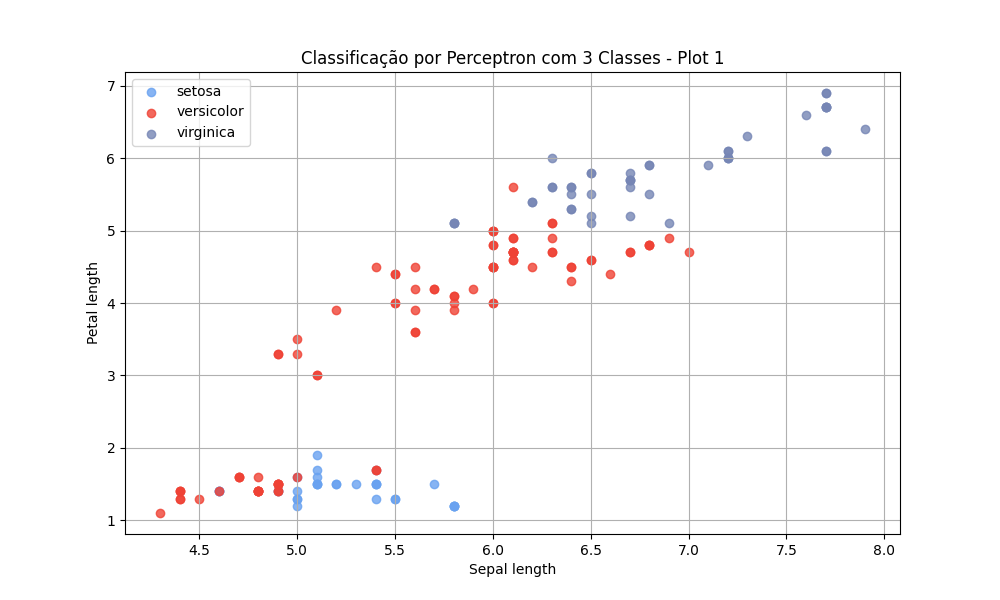 Classificação por Perceptron com 3 Classes - Plot 1
setosa
versicolor
virginica
7
6
5
4
3
2
1
Petal length
4.5 5.0 5.5 6.0 6.5 7.0 7.5 8.0
Sepal length